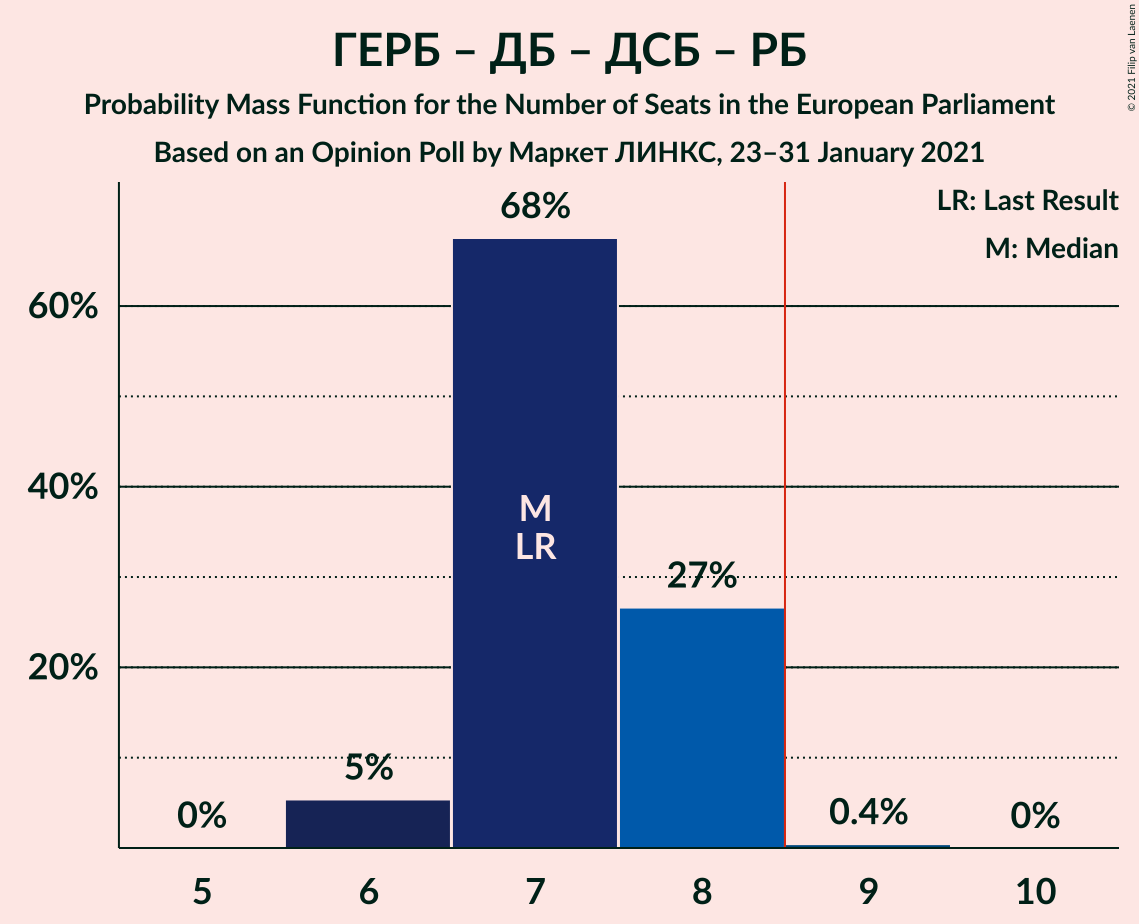 ГЕРБ – ДБ – ДСБ – РБ
Probability Mass Function for the Number of Seats in the European Parliament
Based on an Opinion Poll by Маркет ЛИНКС, 23–31 January 2021
© 2021 Filip van Laenen
LR: Last Result
M: Median
68%
60%
40%
M
LR
27%
20%
5%
0%
0.4%
0%
5 6 7 8 9 10